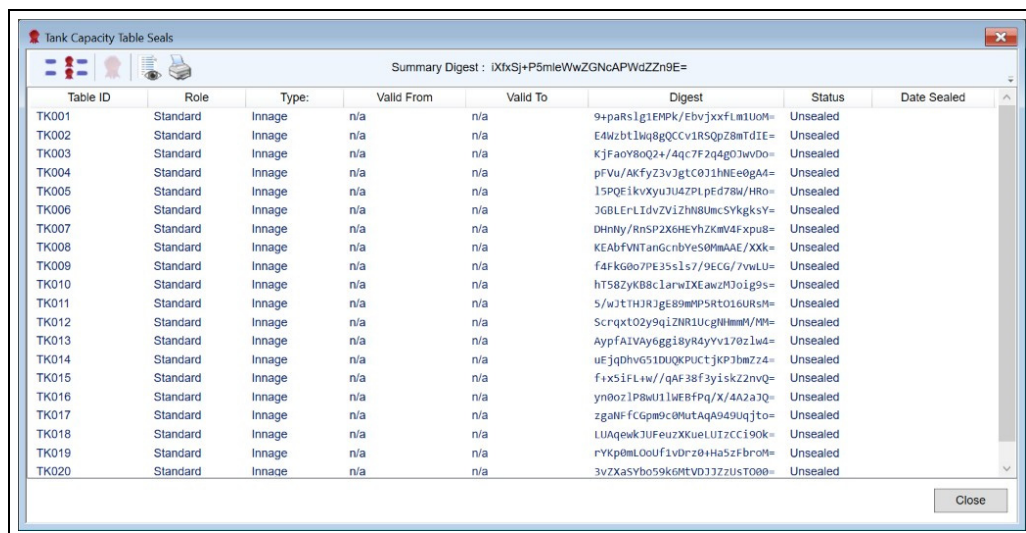 Tank Capacity Table Seals
Summary Digest : iXfxSj+P5mleWwZGNcAPWdZZn9E=
Table ID Role Type: Valid From Valid To Digest Status Date Sealed
TK001 Standard Innage n/a n/a 9+paRslg1EMPk/EbvjxxfLm1UoM= Unsealed
TK002 Standard Innage n/a n/a E4WzbtlWq8gQCCv1RSQpZ8mTdIE= Unsealed
TK003 Standard Innage n/a n/a KjFaoY8oQ2+/4qc7F2q4gOJwvDo= Unsealed
TK004 Standard Innage n/a n/a pFVu/AKfyZ3vJgtC0J1hNEe0gA4= Unsealed
TK005 Standard Innage n/a n/a l5PQEikvXyuJU4ZPLpEd78W/HRo= Unsealed
TK006 Standard Innage n/a n/a JGBLErLIdvZViZhN8UmcSYkgksY= Unsealed
TK007 Standard Innage n/a n/a DHnNy/RnSP2X6HEYhZKmV4Fxpu8= Unsealed
TK008 Standard Innage n/a n/a KEAbfVNTanGcnbYeS0MmAAE/XXk= Unsealed
TK009 Standard Innage n/a n/a f4FkG0o7PE35sls7/9ECG/7vwLU= Unsealed
TK010 Standard Innage n/a n/a hT58ZyKB8clarwIXEawzMJoig9s= Unsealed
TK011 Standard Innage n/a n/a 5/wJtTHJRJgE89mMP5RtO16URsM= Unsealed
TK012 Standard Innage n/a n/a ScrqxtO2y9qiZNR1UcgNHmmM/MM= Unsealed
TK013 Standard Innage n/a n/a AypfAIVAy6ggi8yR4yYv170zlw4= Unsealed
TK014 Standard Innage n/a n/a uEjqDhvG51DUQKPUCtjKPJbmZz4= Unsealed
TK015 Standard Innage n/a n/a f+x5iFL+w//qAF38f3yiskZ2nvQ= Unsealed
TK016 Standard Innage n/a n/a yn0ozlP8wU1lWEBfPq/X/4A2aJQ= Unsealed
TK017 Standard Innage n/a n/a zgaNFfCGpm9c0MutAqA949Uqjto= Unsealed
TK018 Standard Innage n/a n/a LUAqewkJUFeuzXKueLUIzCCi9Ok= Unsealed
TK019 Standard Innage n/a n/a rYKp0mLOoUf1vDrz0+Ha5zFbroM= Unsealed
TK020 Standard Innage n/a n/a 3vZXaSYbo59k6MtVDJJZzUsTO00= Unsealed
Close